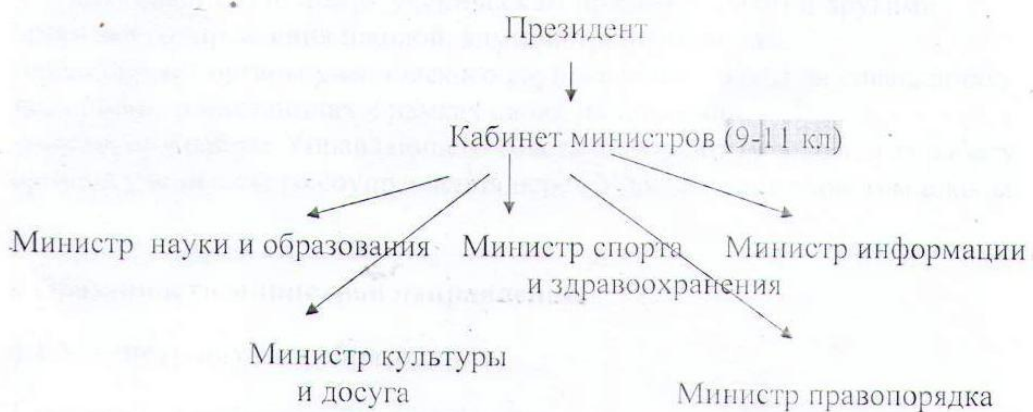 Президент
Кабинет министров (9-11 кл)
Министр науки и образования
Министр спорта
и здравоохранения
Министр информации
Министр культуры
и досуга
Министр правопорядка